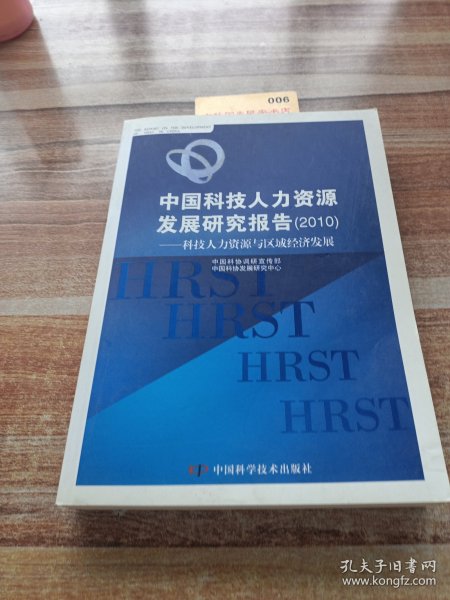 006
中国科技人力资源
发展研究报告(2010)
——科技人力资源与区域经济发展
中国科协调研宣传部
中国科协发展研究中心
HRST
HRST
HRST
HRST
中国科学技术出版社
孔夫子旧书网
www.kongfz.com